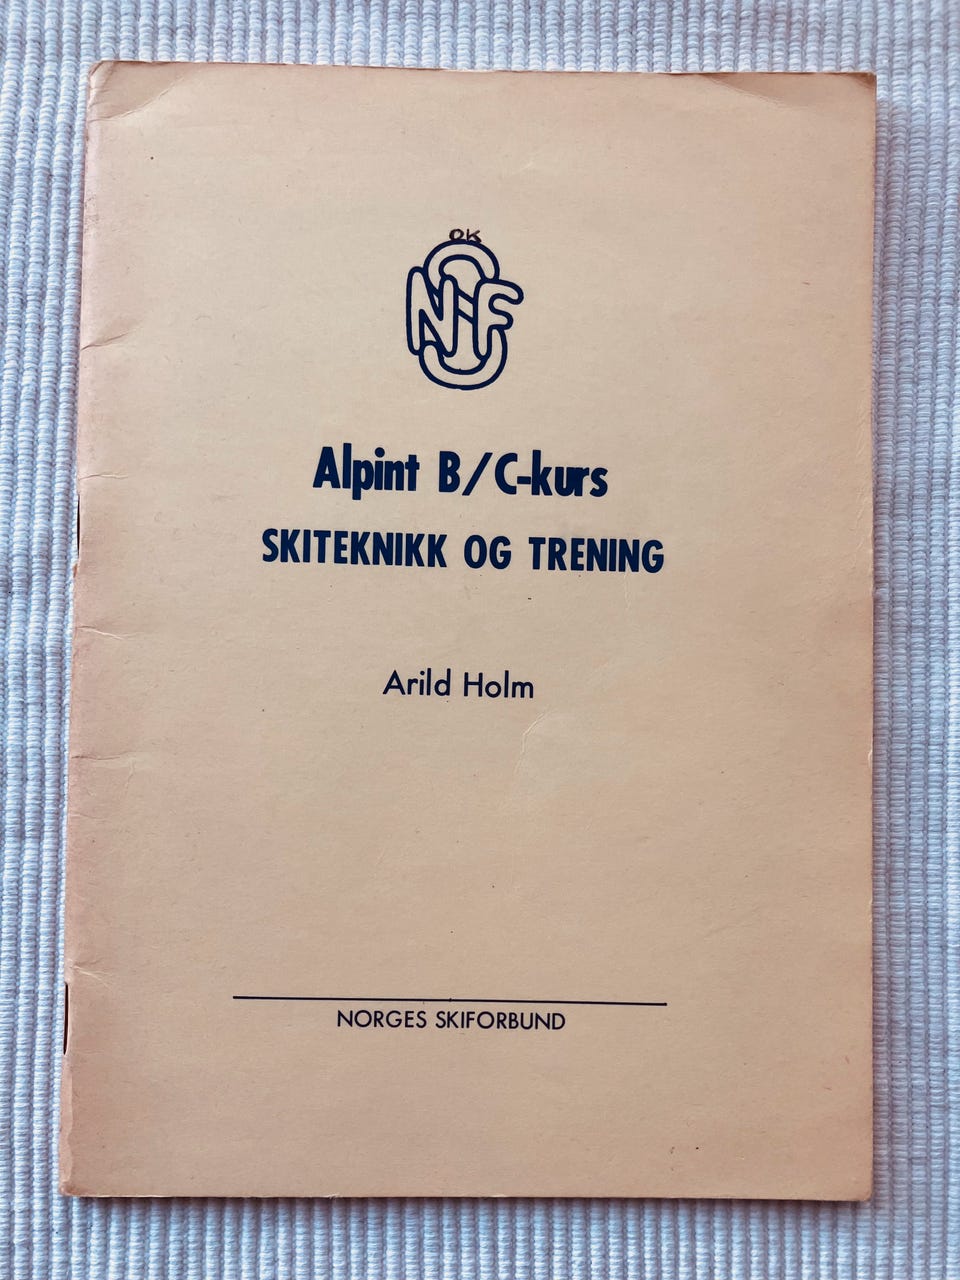 OK
NSF
Alpint B/C-kurs
SKITEKNIKK OG TRENING
Arild Holm
NORGES SKIFORBUND